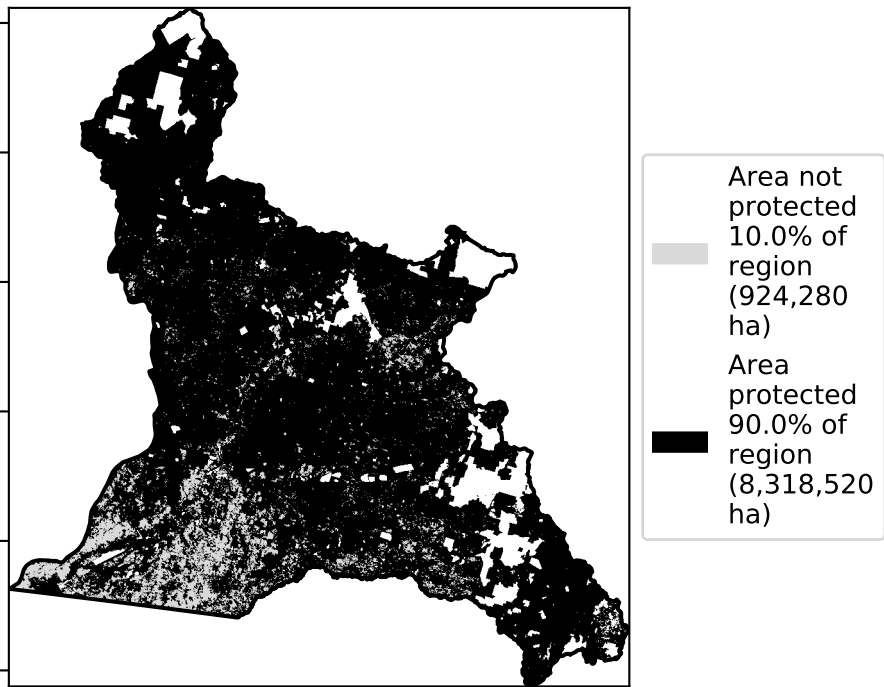 Area not
protected
10.0% of
region
(924,280
ha)
Area
protected
90.0% of
region
(8,318,520
ha)